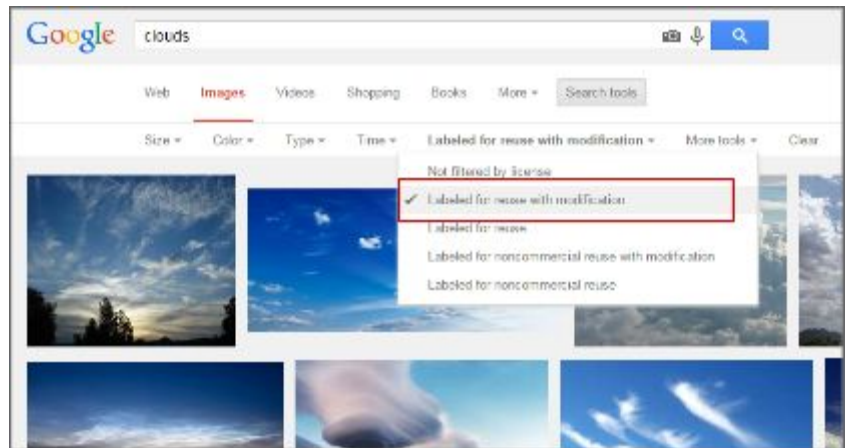 Google clouds
Web Images Videos Shopping Books More Search tools
Size Color Type Time Labeled for reuse with modification More tools Clear
Not filtered by license
Labeled for reuse with modification
Labeled for reuse
Labeled for noncommercial reuse with modification
Labeled for noncommercial reuse